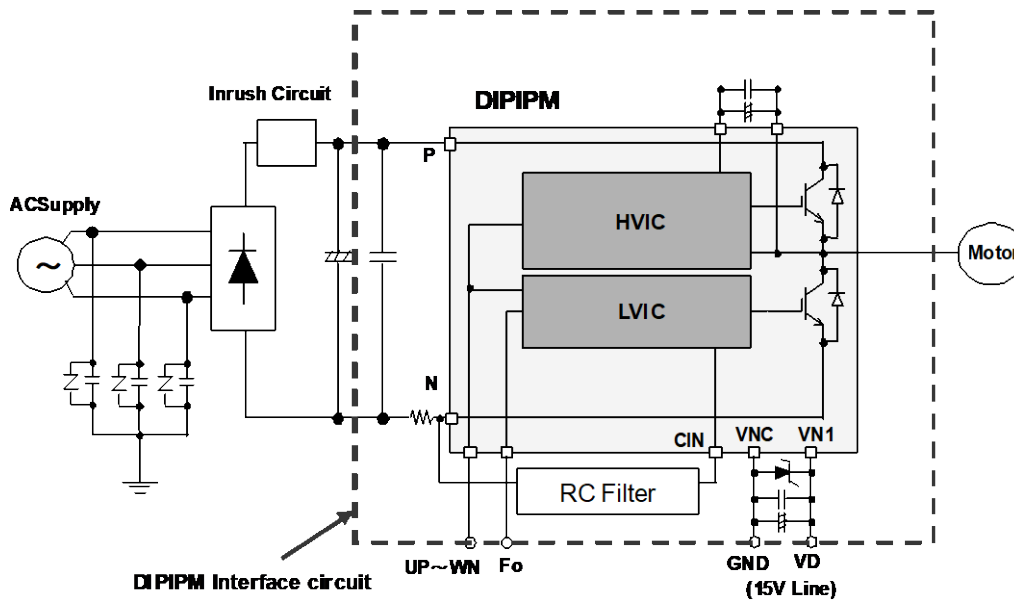 Inrush Circuit
DIPIPM
P
ACSupply
~
HVIC
Motor
LVIC
N
CIN
VNC
VN1
RC Filter
UP～WN
Fo
GND
VD
(15V Line)
DIPIPM Interface circuit